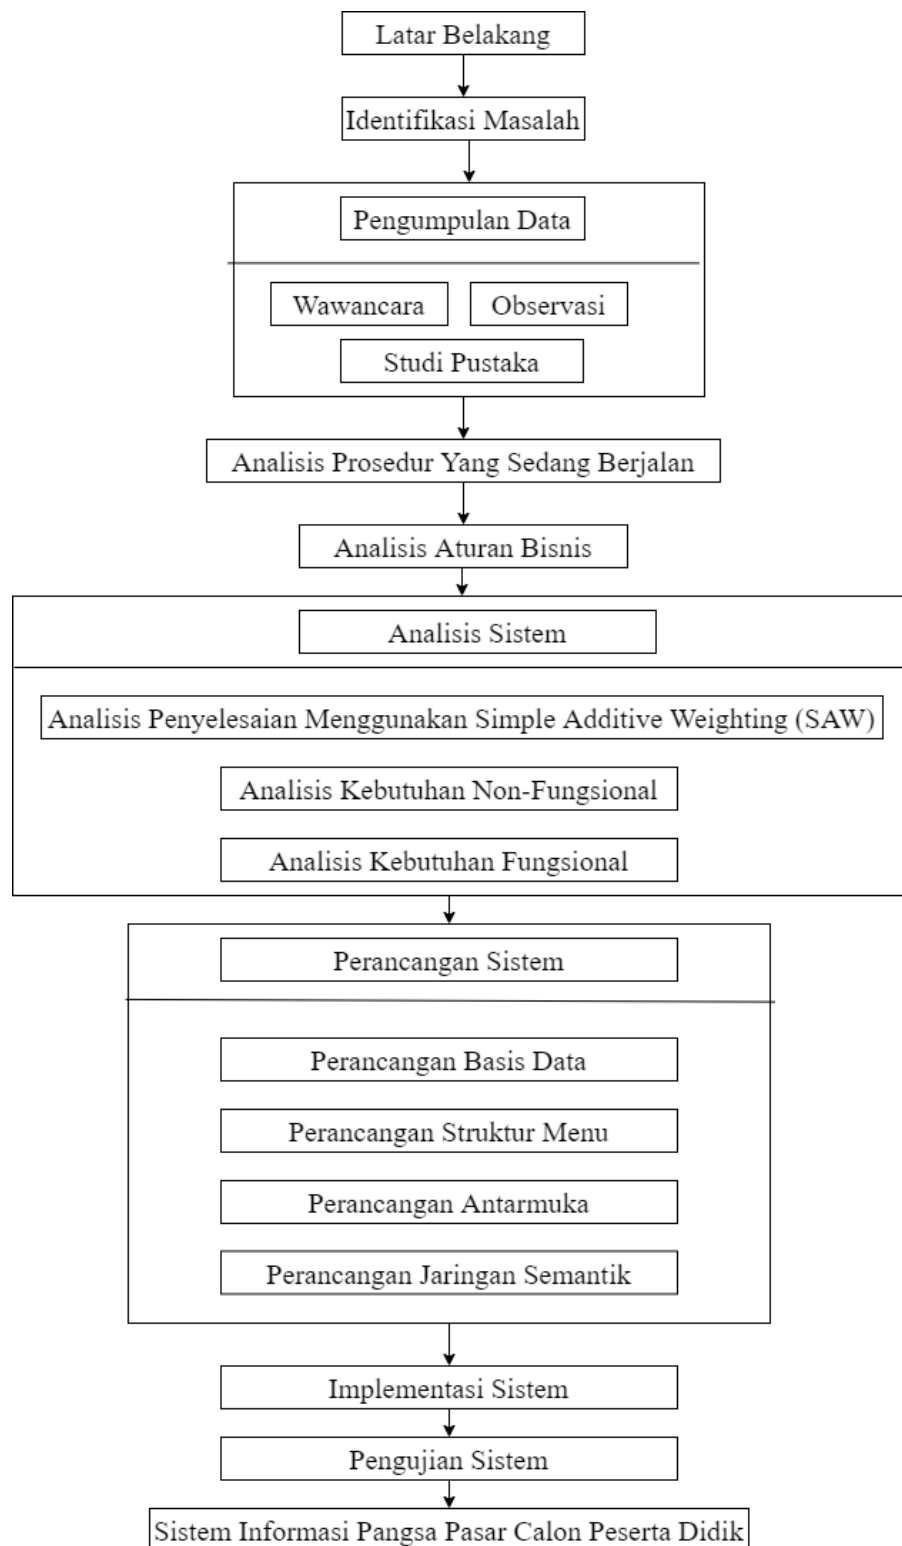 Latar Belakang
Identifikasi Masalah
Pengumpulan Data
Wawancara
Observasi
Studi Pustaka
Analisis Prosedur Yang Sedang Berjalan
Analisis Aturan Bisnis
Analisis Sistem
Analisis Penyelesaian Menggunakan Simple Additive Weighting (SAW)
Analisis Kebutuhan Non-Fungsional
Analisis Kebutuhan Fungsional
Perancangan Sistem
Perancangan Basis Data
Perancangan Struktur Menu
Perancangan Antarmuka
Perancangan Jaringan Semantik
Implementasi Sistem
Pengujian Sistem
Sistem Informasi Pangsa Pasar Calon Peserta Didik